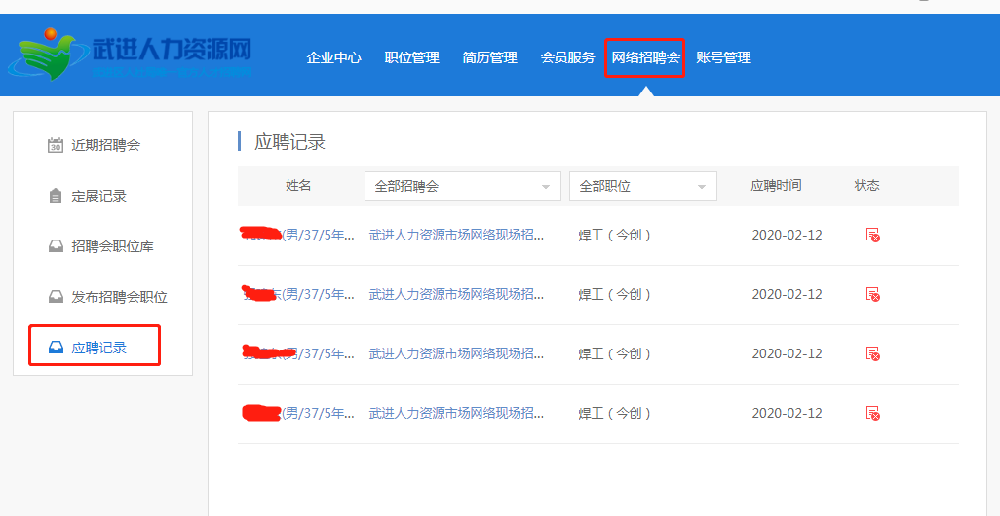 武进人力资源网
企业中心 职位管理 简历管理 会员服务 网络招聘会 账号管理
30 近期招聘会
定展记录
招聘会职位库
发布招聘会职位
应聘记录
应聘记录
姓名 全部招聘会 全部职位 应聘时间 状态
(男/37/5年... 武进人力资源市场网络现场招... 焊工（今创） 2020-02-12
(男/37/5年... 武进人力资源市场网络现场招... 焊工（今创） 2020-02-12
(男/37/5年... 武进人力资源市场网络现场招... 焊工（今创） 2020-02-12
(男/37/5年... 武进人力资源市场网络现场招... 焊工（今创） 2020-02-12